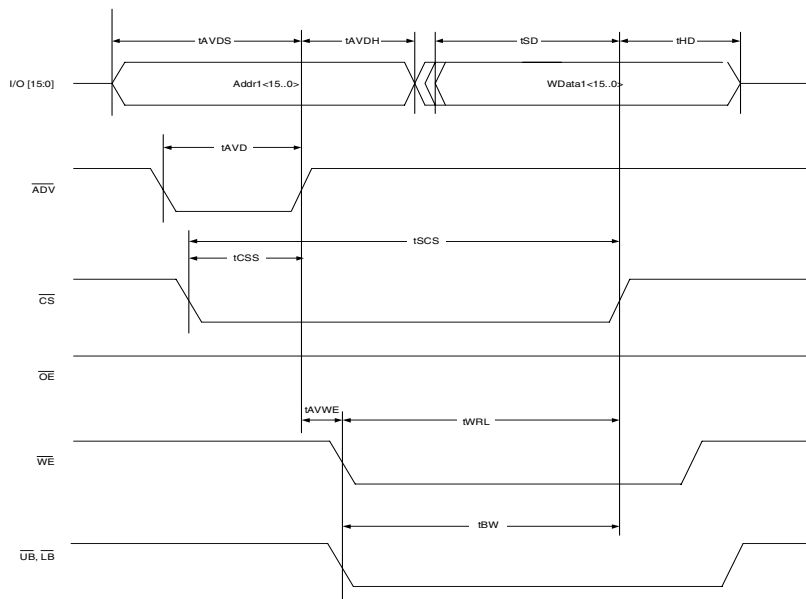 tAVDS tAVDH tSD tHD
I/O [15:0] Addr1<15..0> WData1<15..0>
tAVD
ADV
tSCS
tCSS
CS
OE
tAVWE
tWRL
WE
tBW
UB, LB